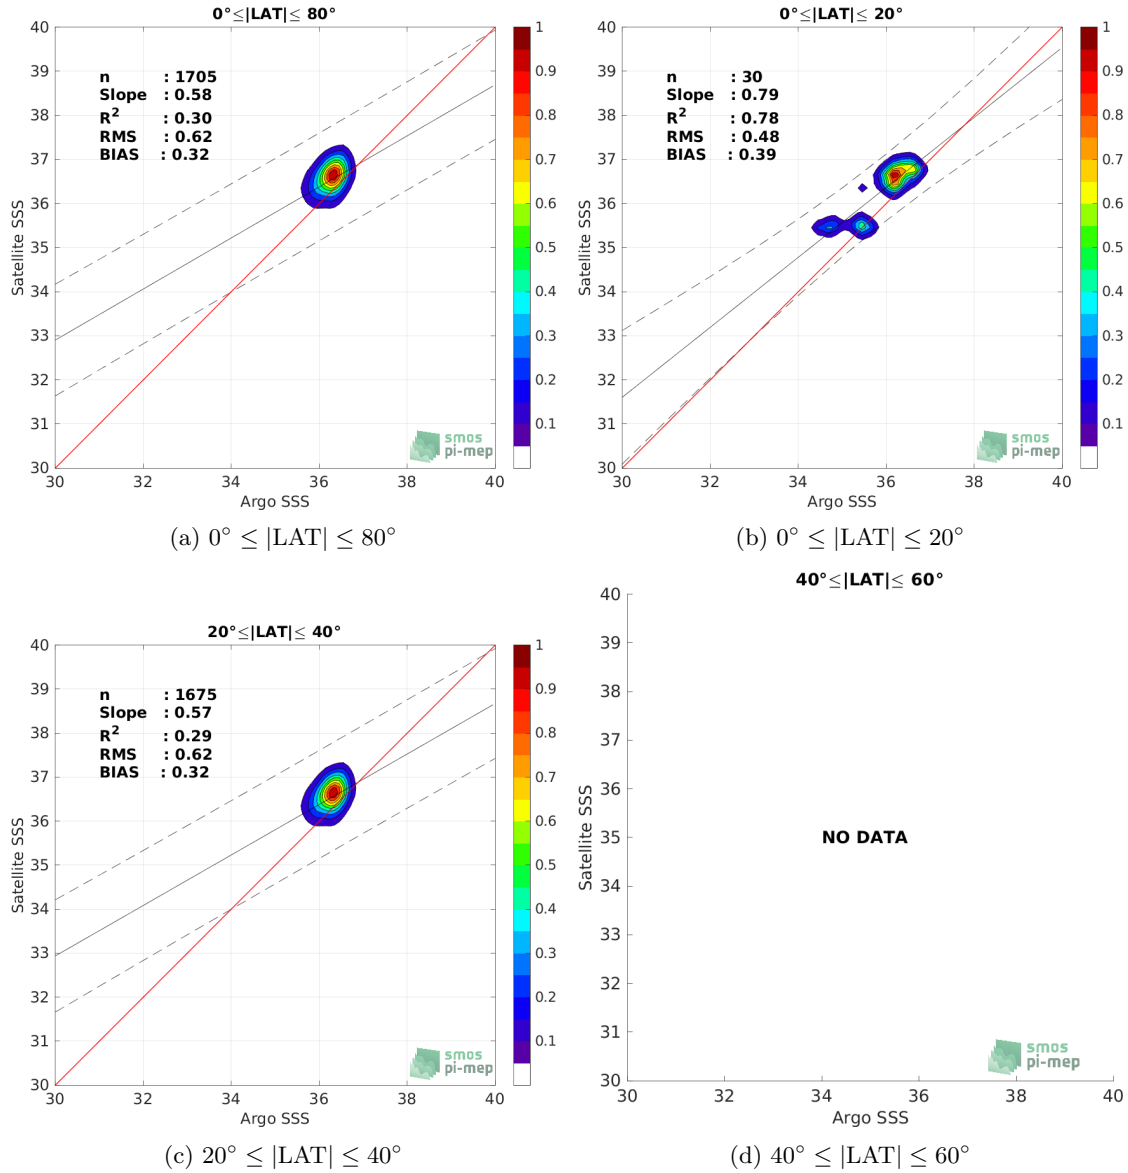 0°≤|LAT|≤ 80°
40
39
38
37
36
35
34
33
32
31
30
30
32
34
36
38
40
Satellite SSS
Argo SSS
n : 1705
Slope : 0.58
R² : 0.30
RMS : 0.62
BIAS : 0.32
1
0.9
0.8
0.7
0.6
0.5
0.4
0.3
0.2
0.1
smos
pi-mep
(a) 0° ≤ |LAT| ≤ 80°
0°≤|LAT|≤ 20°
40
39
38
37
36
35
34
33
32
31
30
30
32
34
36
38
40
Satellite SSS
Argo SSS
n : 30
Slope : 0.79
R² : 0.78
RMS : 0.48
BIAS : 0.39
1
0.9
0.8
0.7
0.6
0.5
0.4
0.3
0.2
0.1
smos
pi-mep
(b) 0° ≤ |LAT| ≤ 20°
20°≤|LAT|≤ 40°
40
39
38
37
36
35
34
33
32
31
30
30
32
34
36
38
40
Satellite SSS
Argo SSS
n : 1675
Slope : 0.57
R² : 0.29
RMS : 0.62
BIAS : 0.32
1
0.9
0.8
0.7
0.6
0.5
0.4
0.3
0.2
0.1
smos
pi-mep
(c) 20° ≤ |LAT| ≤ 40°
40°≤|LAT|≤ 60°
40
39
38
37
36
35
34
33
32
31
30
30
32
34
36
38
40
Satellite SSS
Argo SSS
NO DATA
smos
pi-mep
(d) 40° ≤ |LAT| ≤ 60°